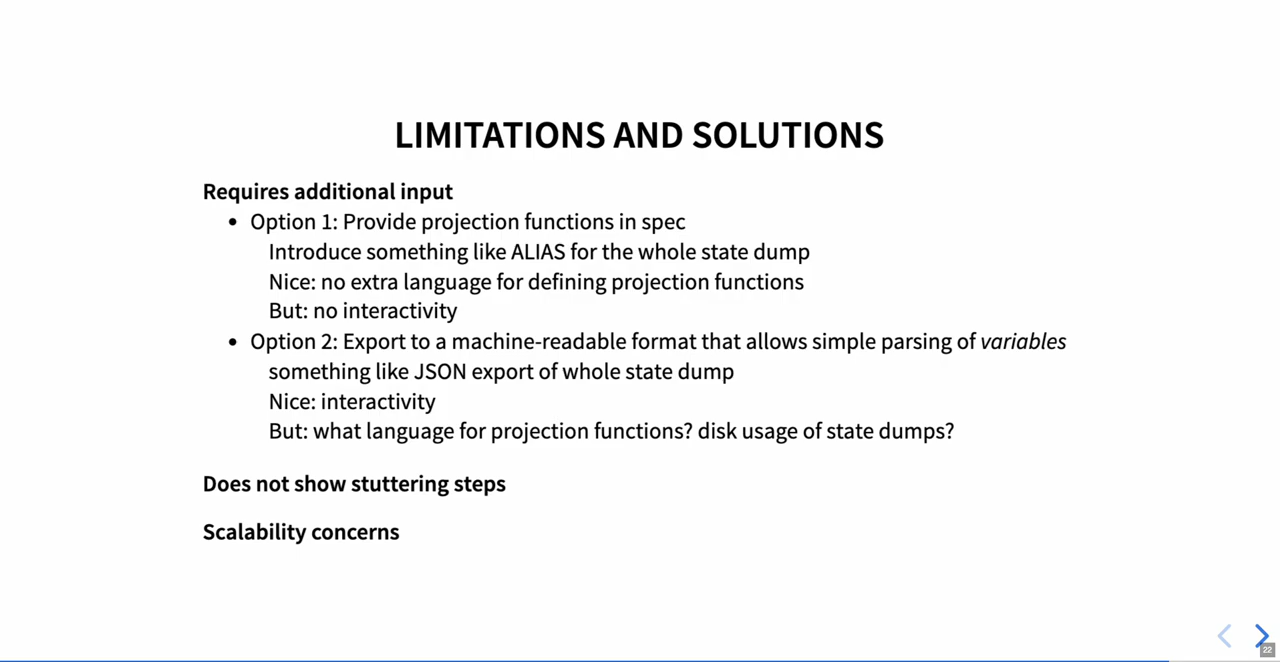 LIMITATIONS AND SOLUTIONS
Requires additional input
• Option 1: Provide projection functions in spec
Introduce something like ALIAS for the whole state dump
Nice: no extra language for defining projection functions
But: no interactivity
• Option 2: Export to a machine-readable format that allows simple parsing of variables
something like JSON export of whole state dump
Nice: interactivity
But: what language for projection functions? disk usage of state dumps?
Does not show stuttering steps
Scalability concerns
22